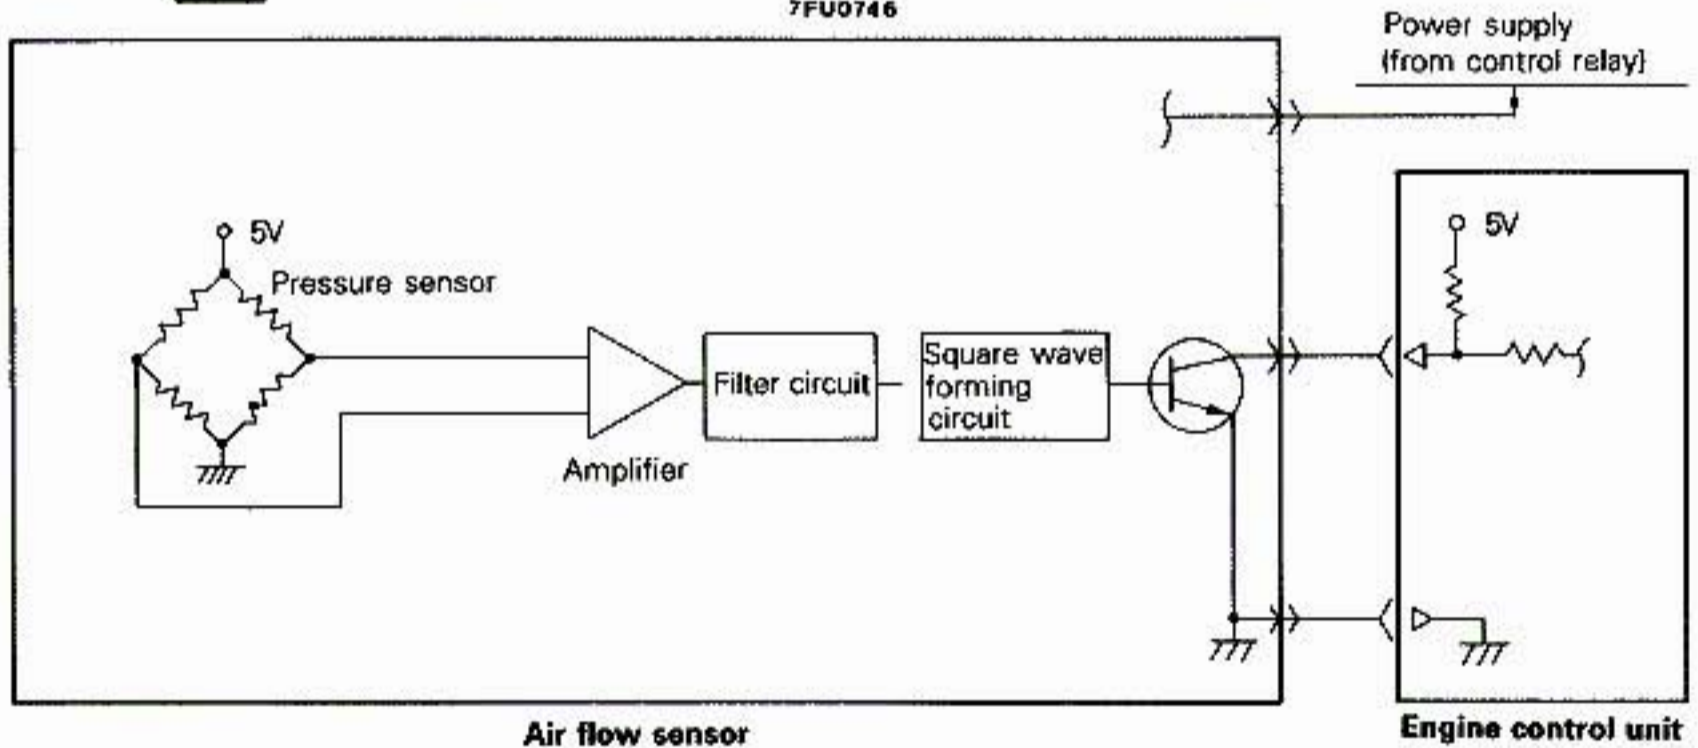 7FU0746
Power supply
(from control relay)
5V
Pressure sensor
5V
Filter circuit
Square wave
forming
circuit
Amplifier
Air flow sensor
Engine control unit